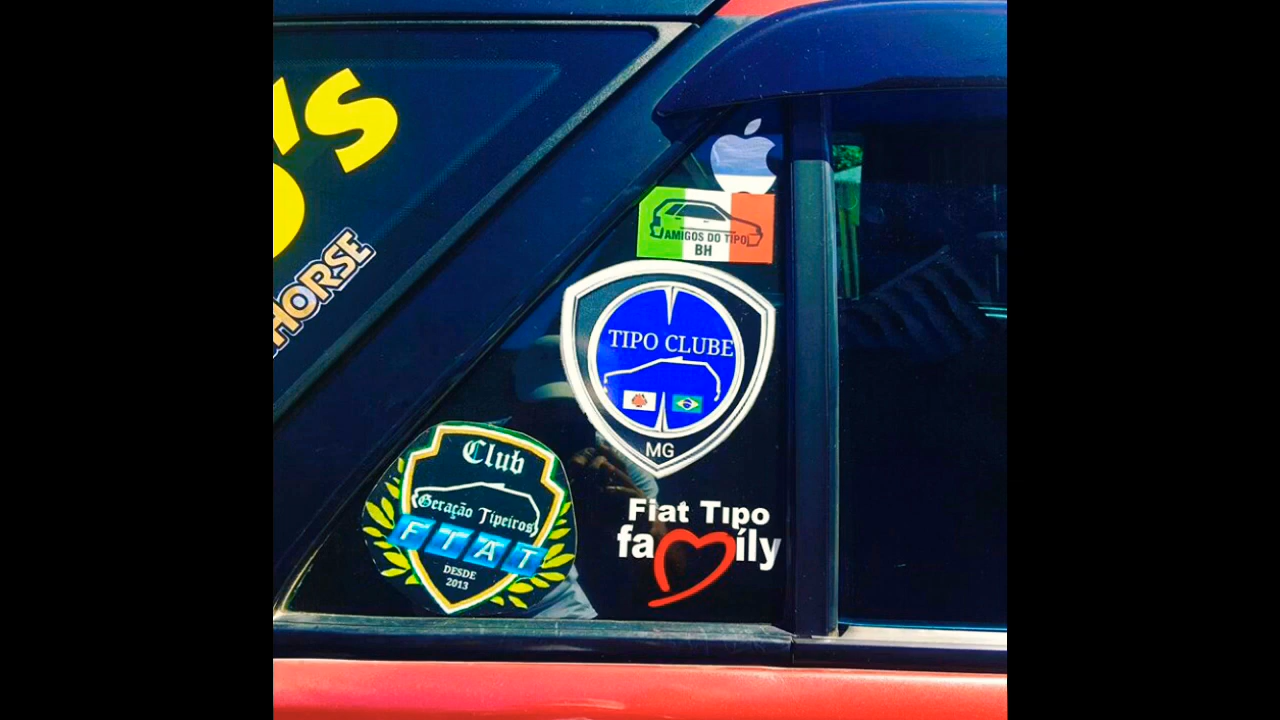 'S
HORSE
AMIGOS DO TIPO
BH
TIPO CLUBE
MG
Club
Geração Tipeiros
FIAT
DESDE
2013
Fiat Tipo
family